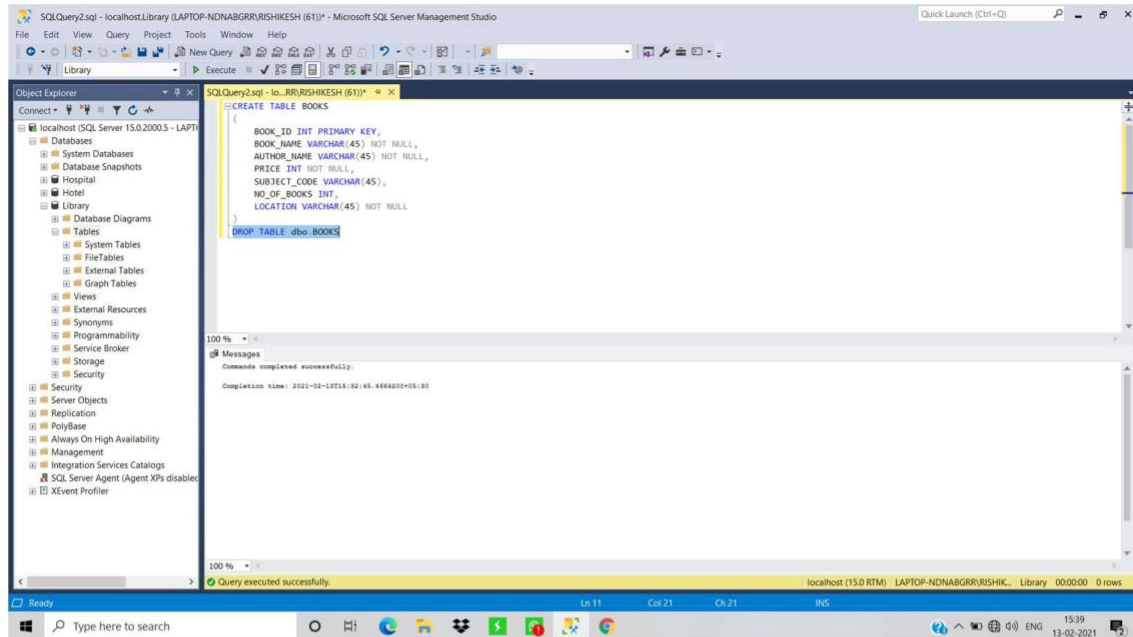 SQLQuery2.sql - localhost.Library (LAPTOP-NDNABGRR\RISHIKESH (61))* - Microsoft SQL Server Management Studio
Quick Launch (Ctrl+Q)
File Edit View Query Project Tools Window Help
New Query
Library
Execute
Object Explorer
SQLQuery2.sql - lo...RR\RISHIKESH (61))*
Connect
localhost (SQL Server 15.0.2000.5 - LAPT
Databases
System Databases
Database Snapshots
Hospital
Hotel
Library
Database Diagrams
Tables
System Tables
FileTables
External Tables
Graph Tables
Views
External Resources
Synonyms
Programmability
Service Broker
Storage
Security
Security
Server Objects
Replication
PolyBase
Always On High Availability
Management
Integration Services Catalogs
SQL Server Agent (Agent XPs disabled
XEvent Profiler
CREATE TABLE BOOKS
(
BOOK_ID INT PRIMARY KEY,
BOOK_NAME VARCHAR(45) NOT NULL,
AUTHOR_NAME VARCHAR(45) NOT NULL,
PRICE INT NOT NULL,
SUBJECT_CODE VARCHAR(45),
NO_OF_BOOKS INT,
LOCATION VARCHAR(45) NOT NULL
)
DROP TABLE dbo BOOKS
100 %
Messages
Commands completed successfully.
Completion time: 2021-02-13T15:32:45.4664200+05:30
100 %
Query executed successfully.
localhost (15.0 RTM) LAPTOP-NDNABGRR\RISHIK... Library 00:00:00 0 rows
Ready Ln 11 Col 21 Ch 21 INS
Type here to search
ENG
15:39
13-02-2021